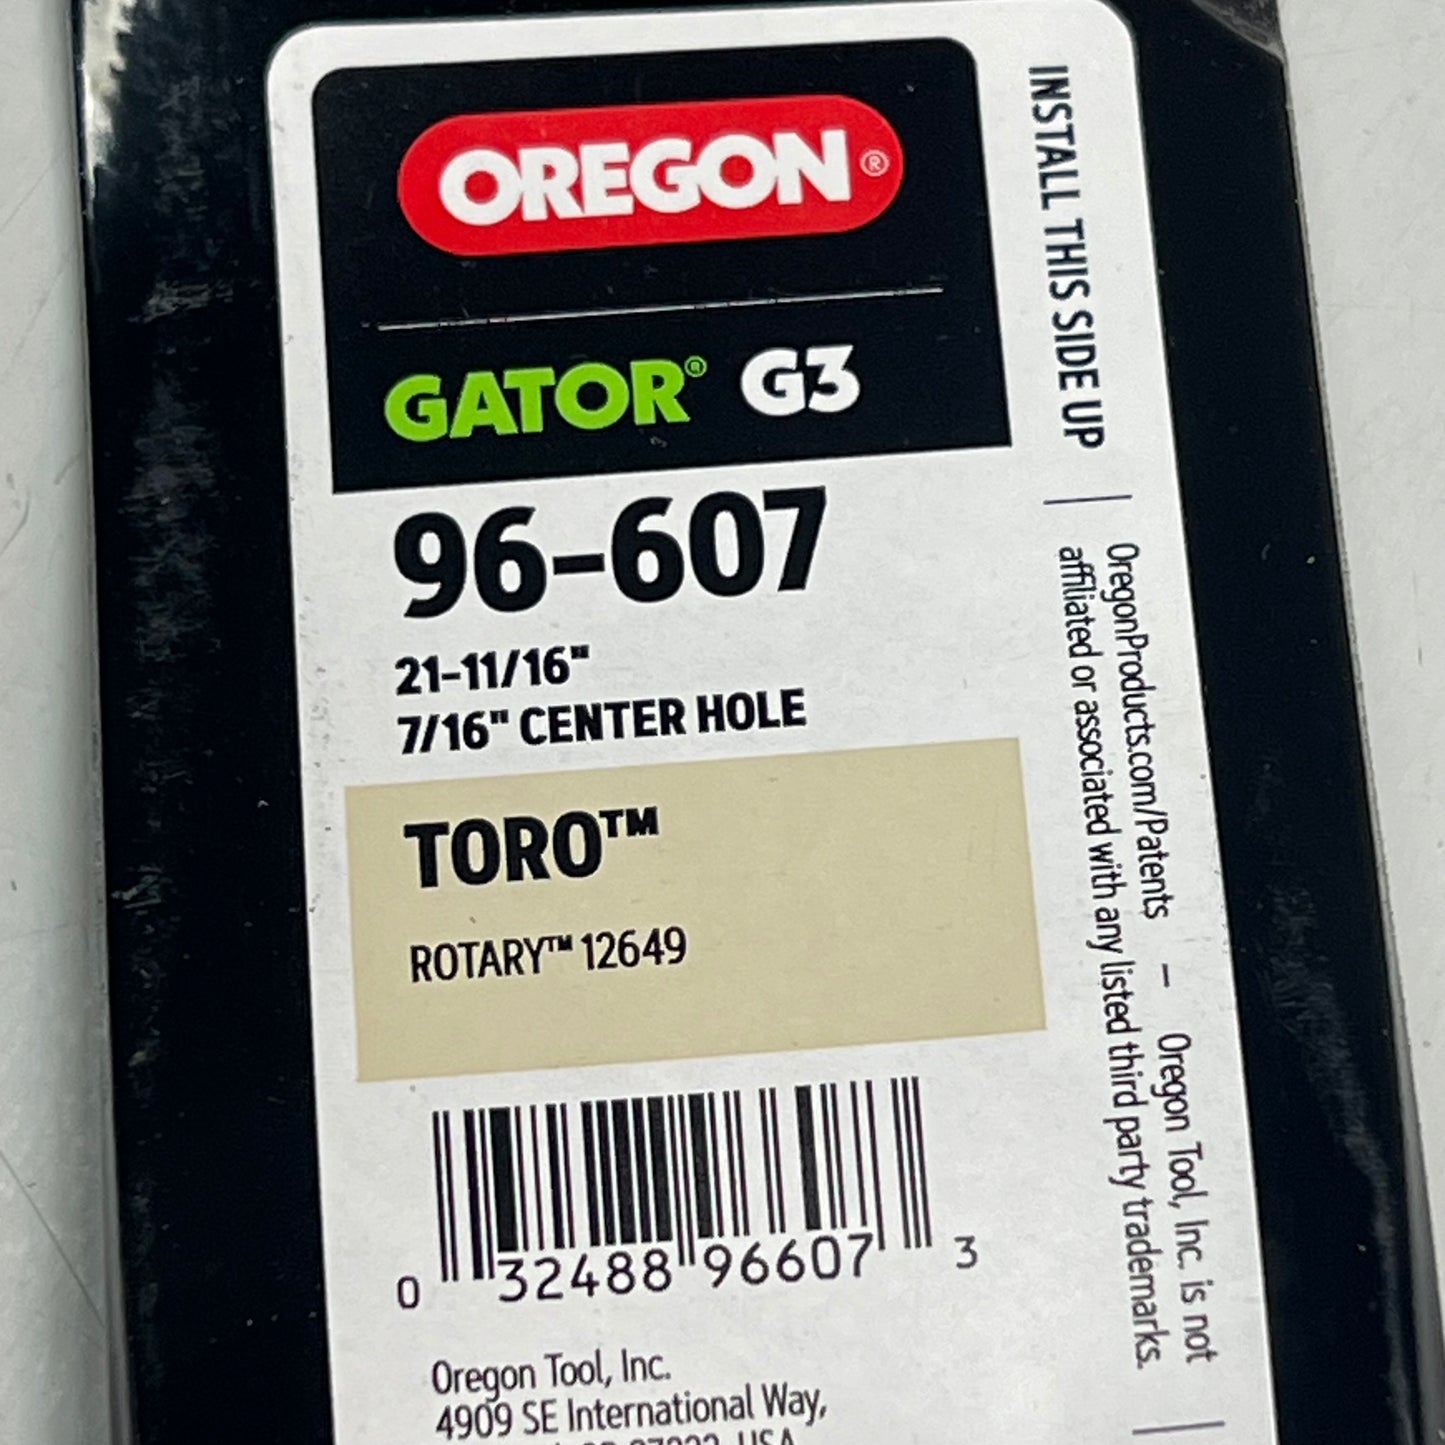 OREGON®
GATOR® G3
96-607
21-11/16"
7/16" CENTER HOLE
TORO™
ROTARY™ 12649
0 32488 96607 3
Oregon Tool, Inc.
4909 SE International Way,
USA
INSTALL THIS SIDE UP |
OregonProducts.com/Patents – Oregon Tool, Inc. is not
affiliated or associated with any listed third party trademarks. |